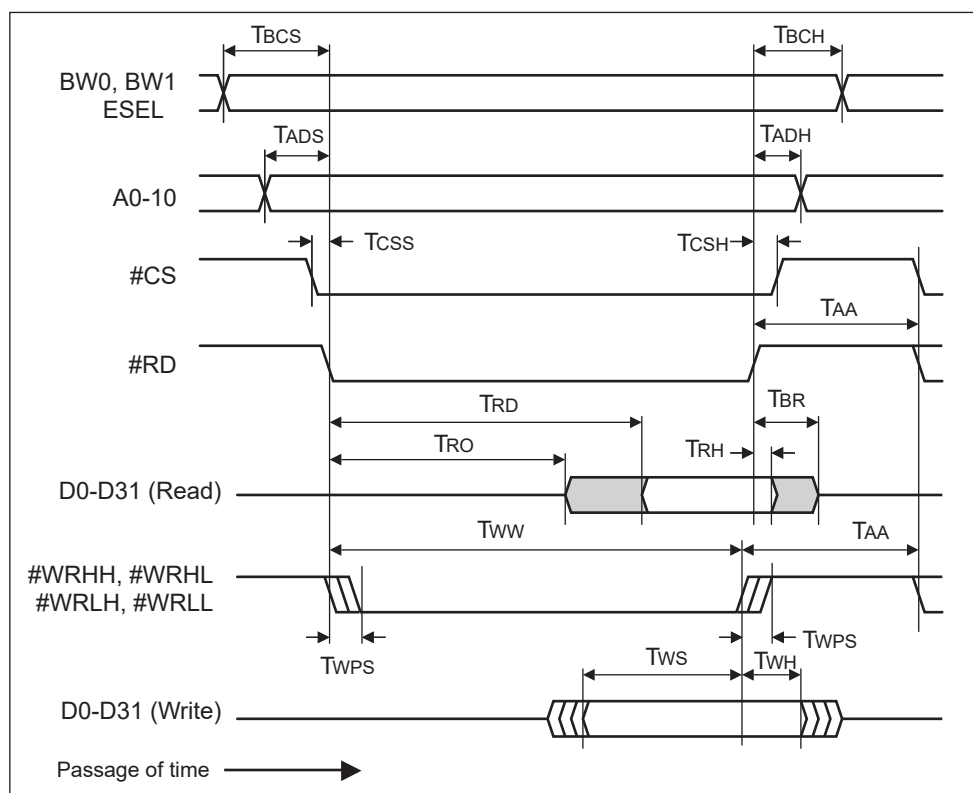 TBCS TBCH
BW0, BW1
ESEL
TADS TADH
A0-10
TCSS TCSH
#CS
TAA
#RD
TRD TBR
TRO TRH
D0-D31 (Read)
TWW TAA
#WRHH, #WRHL
#WRLH, #WRLL
TWPS TWS TWH TWPS
D0-D31 (Write)
Passage of time